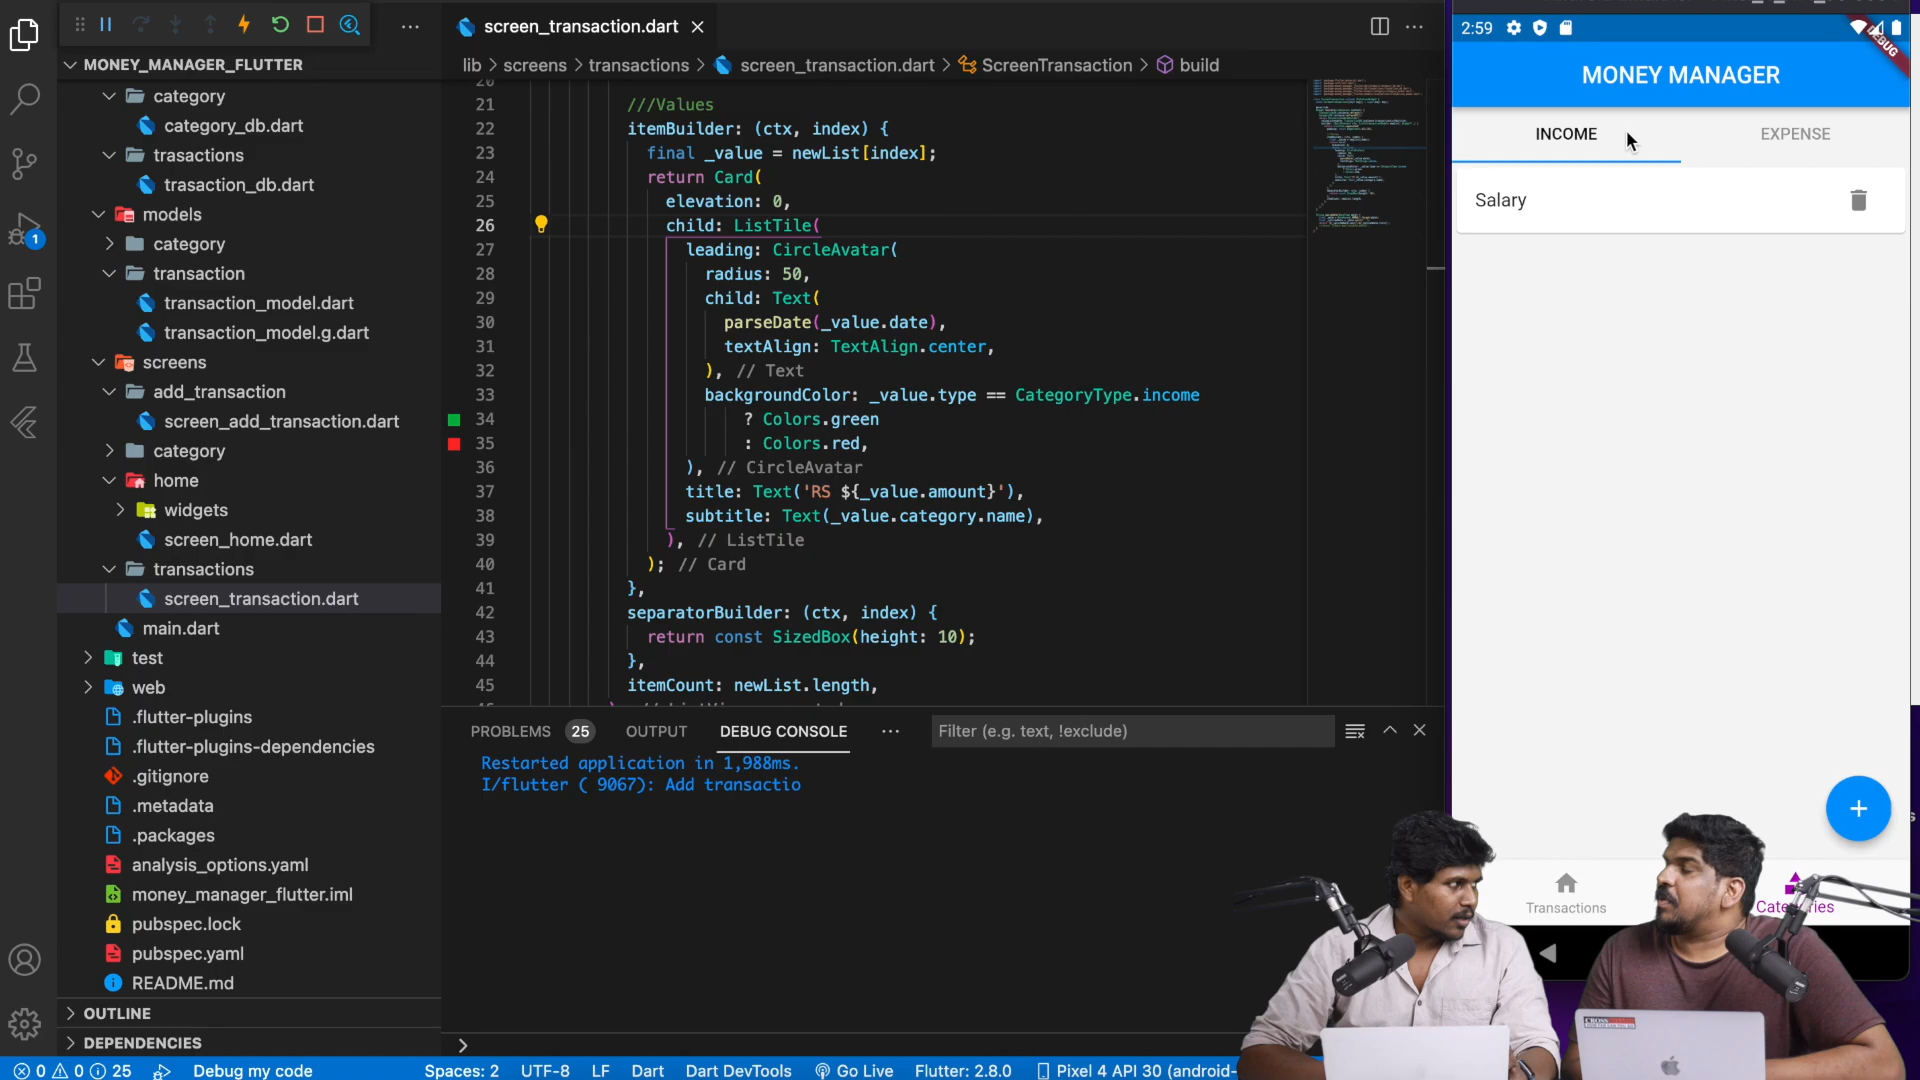 MONEY_MANAGER_FLUTTER
category
category_db.dart
trasactions
trasaction_db.dart
models
category
transaction
transaction_model.dart
transaction_model.g.dart
screens
add_transaction
screen_add_transaction.dart
category
home
widgets
screen_home.dart
transactions
screen_transaction.dart
main.dart
test
web
.flutter-plugins
.flutter-plugins-dependencies
.gitignore
.metadata
.packages
analysis_options.yaml
money_manager_flutter.iml
pubspec.lock
pubspec.yaml
README.md
OUTLINE
DEPENDENCIES
1
screen_transaction.dart
lib > screens > transactions > screen_transaction.dart > ScreenTransaction > build
21 ///Values
22 itemBuilder: (ctx, index) {
23 final _value = newList[index];
24 return Card(
25 elevation: 0,
26 child: ListTile(
27 leading: CircleAvatar(
28 radius: 50,
29 child: Text(
30 parseDate(_value.date),
31 textAlign: TextAlign.center,
32 ), // Text
33 backgroundColor: _value.type == CategoryType.income
34 ? Colors.green
35 : Colors.red,
36 ), // CircleAvatar
37 title: Text('RS ${_value.amount}'),
38 subtitle: Text(_value.category.name),
39 ), // ListTile
40 ); // Card
41 },
42 separatorBuilder: (ctx, index) {
43 return const SizedBox(height: 10);
44 },
45 itemCount: newList.length,
PROBLEMS 25 OUTPUT DEBUG CONSOLE
Filter (e.g. text, !exclude)
Restarted application in 1,988ms.
I/flutter ( 9067): Add transactio
0 0 25 Debug my code Spaces: 2 UTF-8 LF Dart Dart DevTools Go Live Flutter: 2.8.0 Pixel 4 API 30 (android-
2:59
DEBUG
MONEY MANAGER
INCOME EXPENSE
Salary
Transactions
CROSS